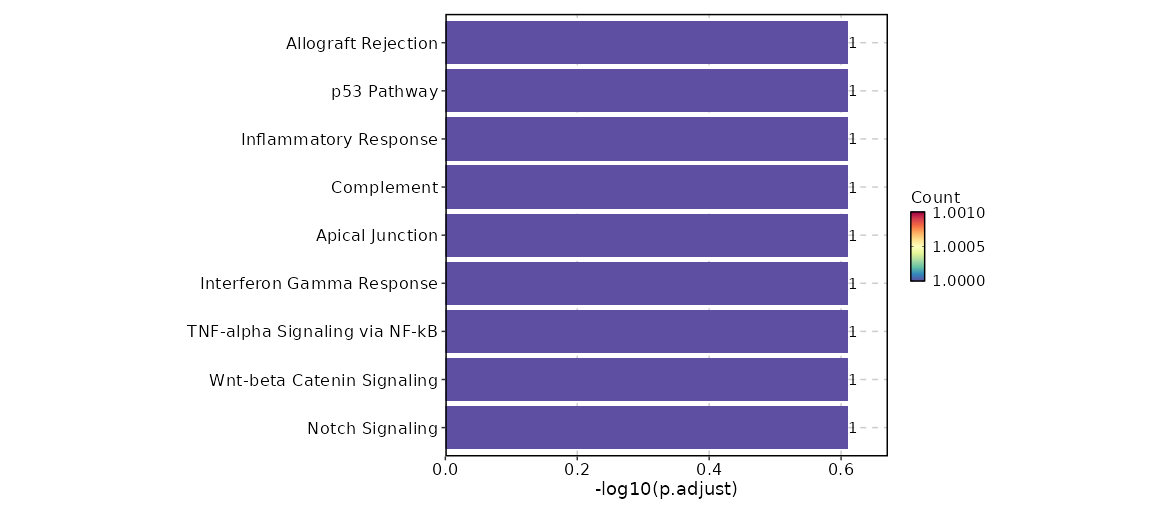 Allograft Rejection
1
p53 Pathway
1
Inflammatory Response
1
Complement
1
Apical Junction
1
Interferon Gamma Response
1
TNF-alpha Signaling via NF-kB
1
Wnt-beta Catenin Signaling
1
Notch Signaling
1
0.0 0.2 0.4 0.6
-log10(p.adjust)
Count
1.0010
1.0005
1.0000